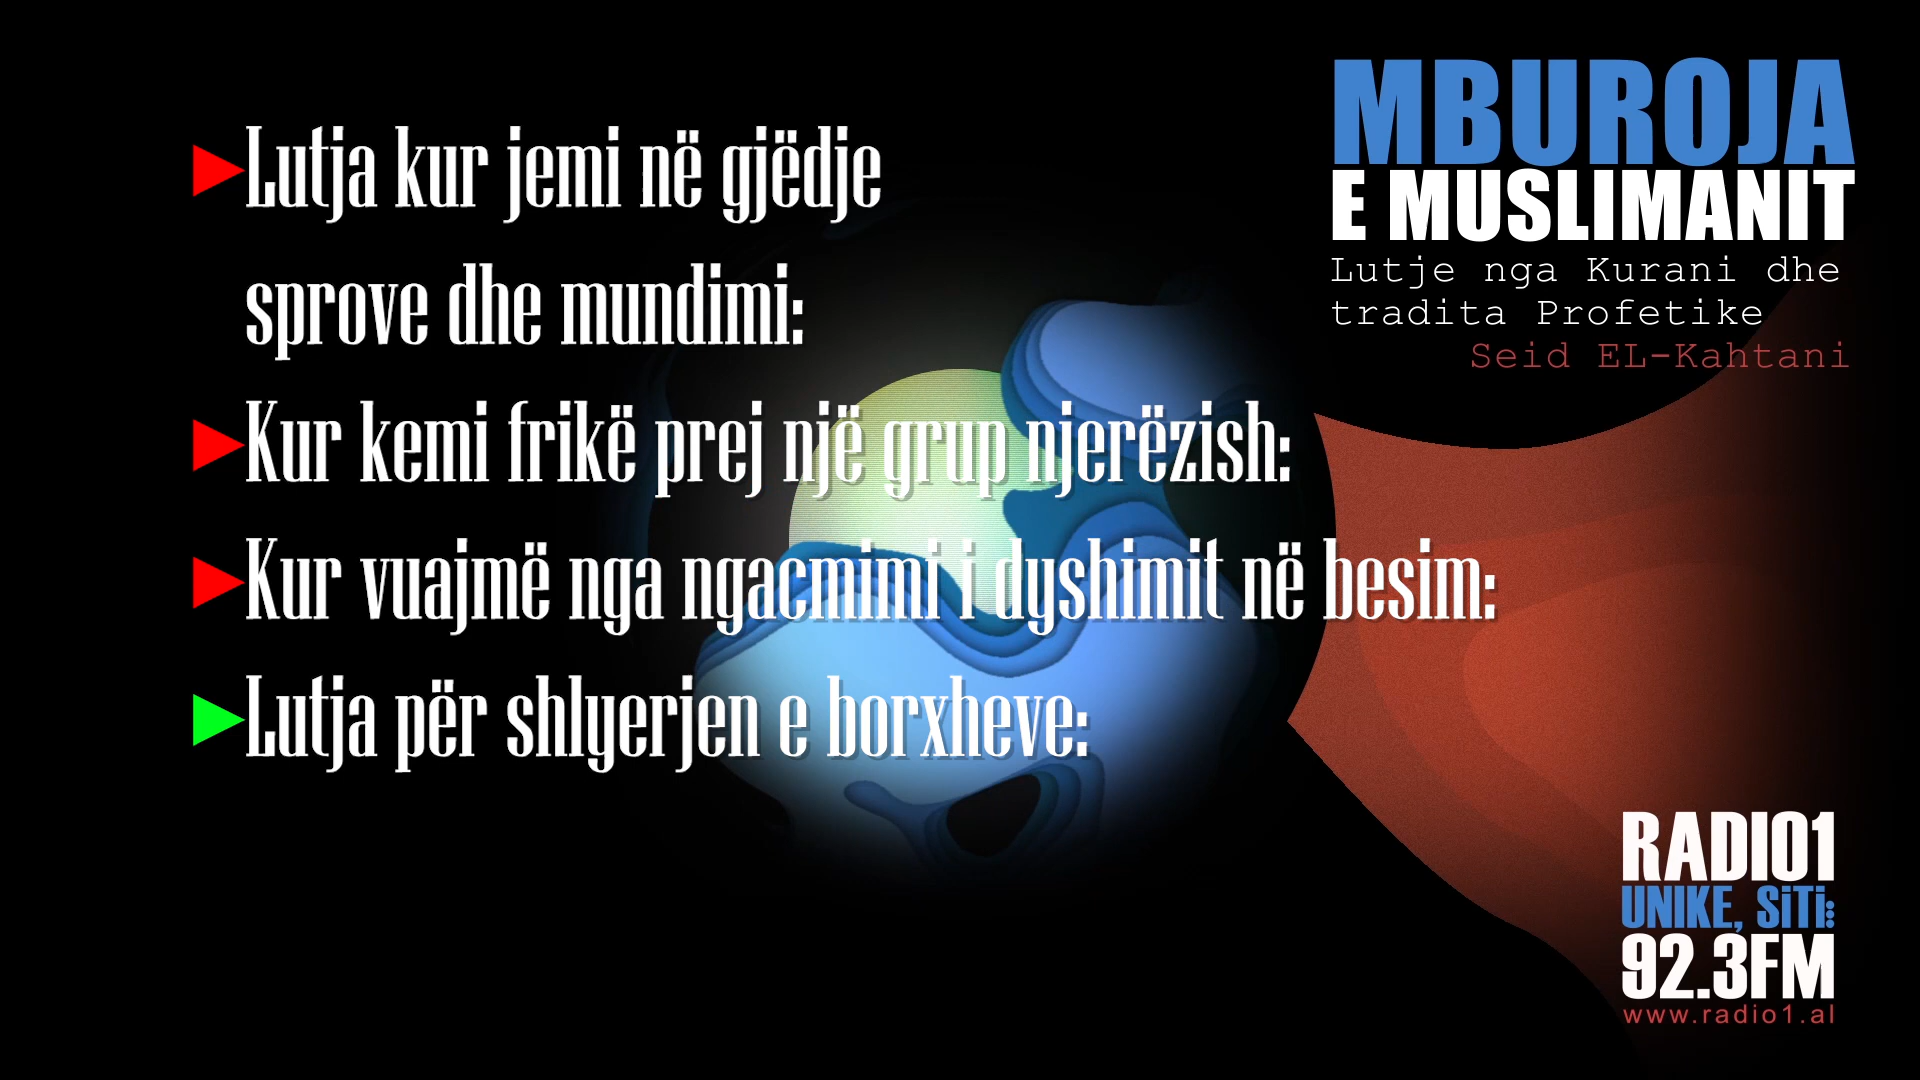 Lutja kur jemi në gjëdje
sprove dhe mundimi:
Kur kemi frikë prej një grup njerëzish:
Kur vuajmë nga ngacmimi i dyshimit në besim:
Lutja për shlyerjen e borxheve:
MBUROJA
E MUSLIMANIT
Lutje nga Kurani dhe
tradita Profetike
Seid EL-Kahtani
RADIO1
UNIKE, SiTi:
92.3FM
www.radio1.al